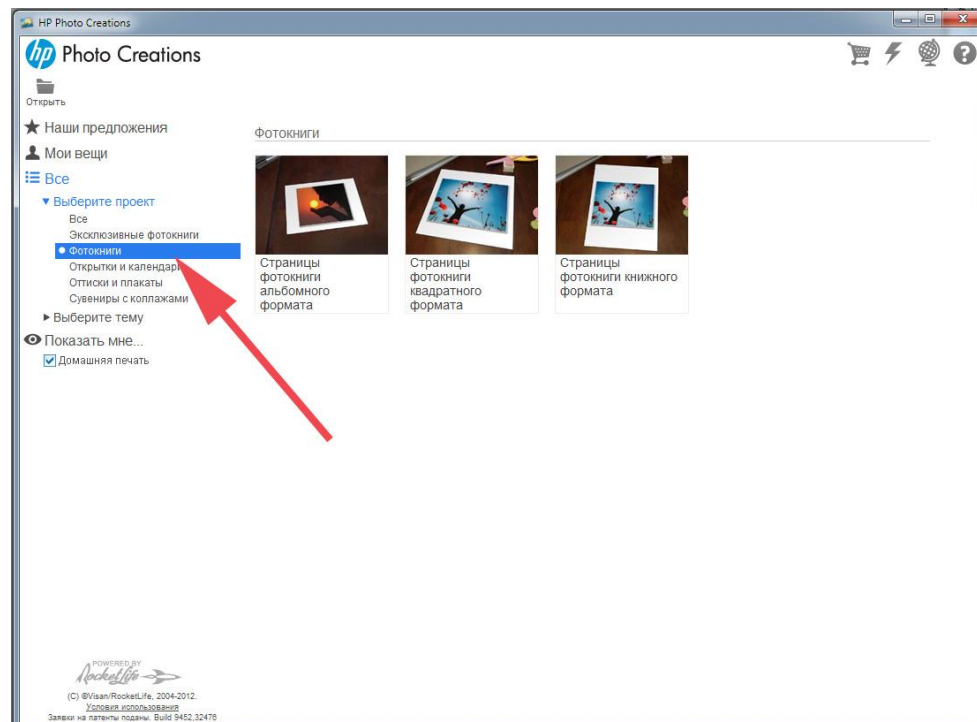 HP Photo Creations
hp Photo Creations
Открыть
Наши предложения
Мои вещи
Все
Выберите проект
Все
Эксклюзивные фотокниги
Фотокниги
Открытки и календари
Оттиски и плакаты
Сувениры с коллажами
Выберите тему
Показать мне...
Домашняя печать
Фотокниги
Страницы
фотокниги
альбомного
формата
Страницы
фотокниги
квадратного
формата
Страницы
фотокниги книжного
формата
POWERED BY
RocketLife
(C) ©Visan/RocketLife, 2004-2012.
Условия использования
Заявки на патенты поданы. Build 9452,32476